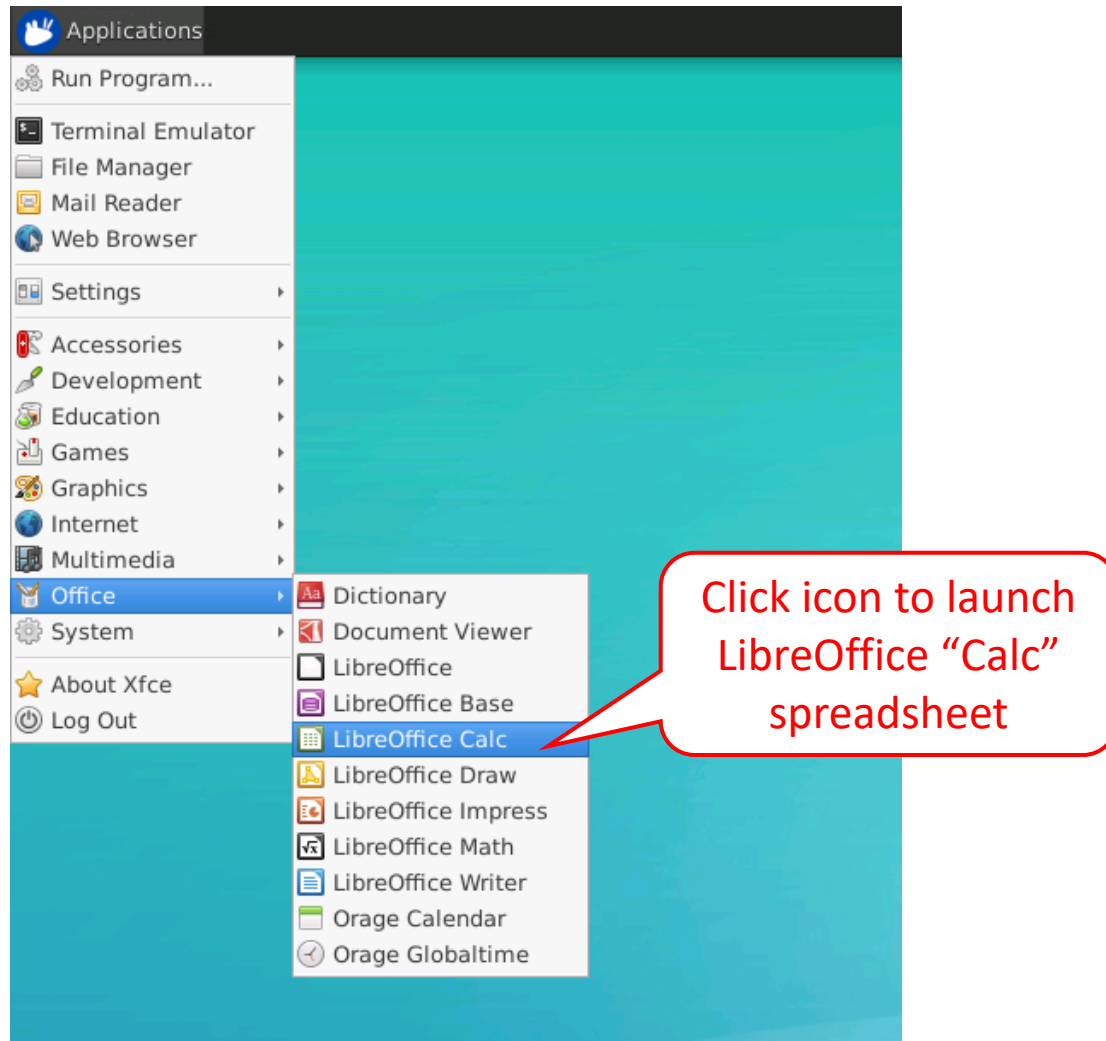 Applications
Run Program...
Terminal Emulator
File Manager
Mail Reader
Web Browser
Settings
Accessories
Development
Education
Games
Graphics
Internet
Multimedia
Office
System
About Xfce
Log Out
Aa Dictionary
Document Viewer
LibreOffice
LibreOffice Base
LibreOffice Calc
LibreOffice Draw
LibreOffice Impress
√x LibreOffice Math
LibreOffice Writer
Orage Calendar
Orage Globaltime
Click icon to launch
LibreOffice “Calc”
spreadsheet